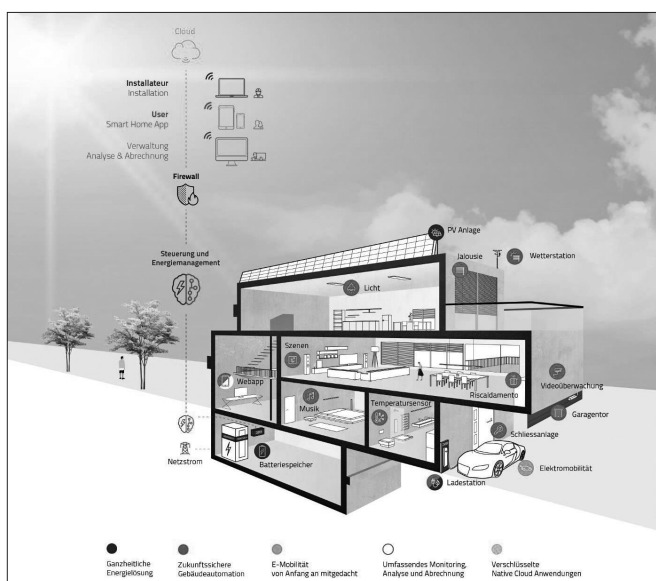 Cloud
Installateur
Installation
User
Smart Home App
Verwaltung
Analyse & Abrechnung
Firewall
Steuerung und
Energiemanagement
Netzstrom
PV Anlage
Jalousie
Wetterstation
Licht
Szenen
Webapp
Riscaldamento
Videoüberwachung
Musik
Temperatursensor
Garagentor
Schliessanlage
Batteriespeicher
Ladestation
Elektromobilität
Ganzheitliche
Energielösung
Zukunftssichere
Gebäudeautomation
E-Mobilität
von Anfang an mitgedacht
Umfassendes Monitoring,
Analyse und Abrechnung
Verschlüsste
Native Cloud Anwendungen